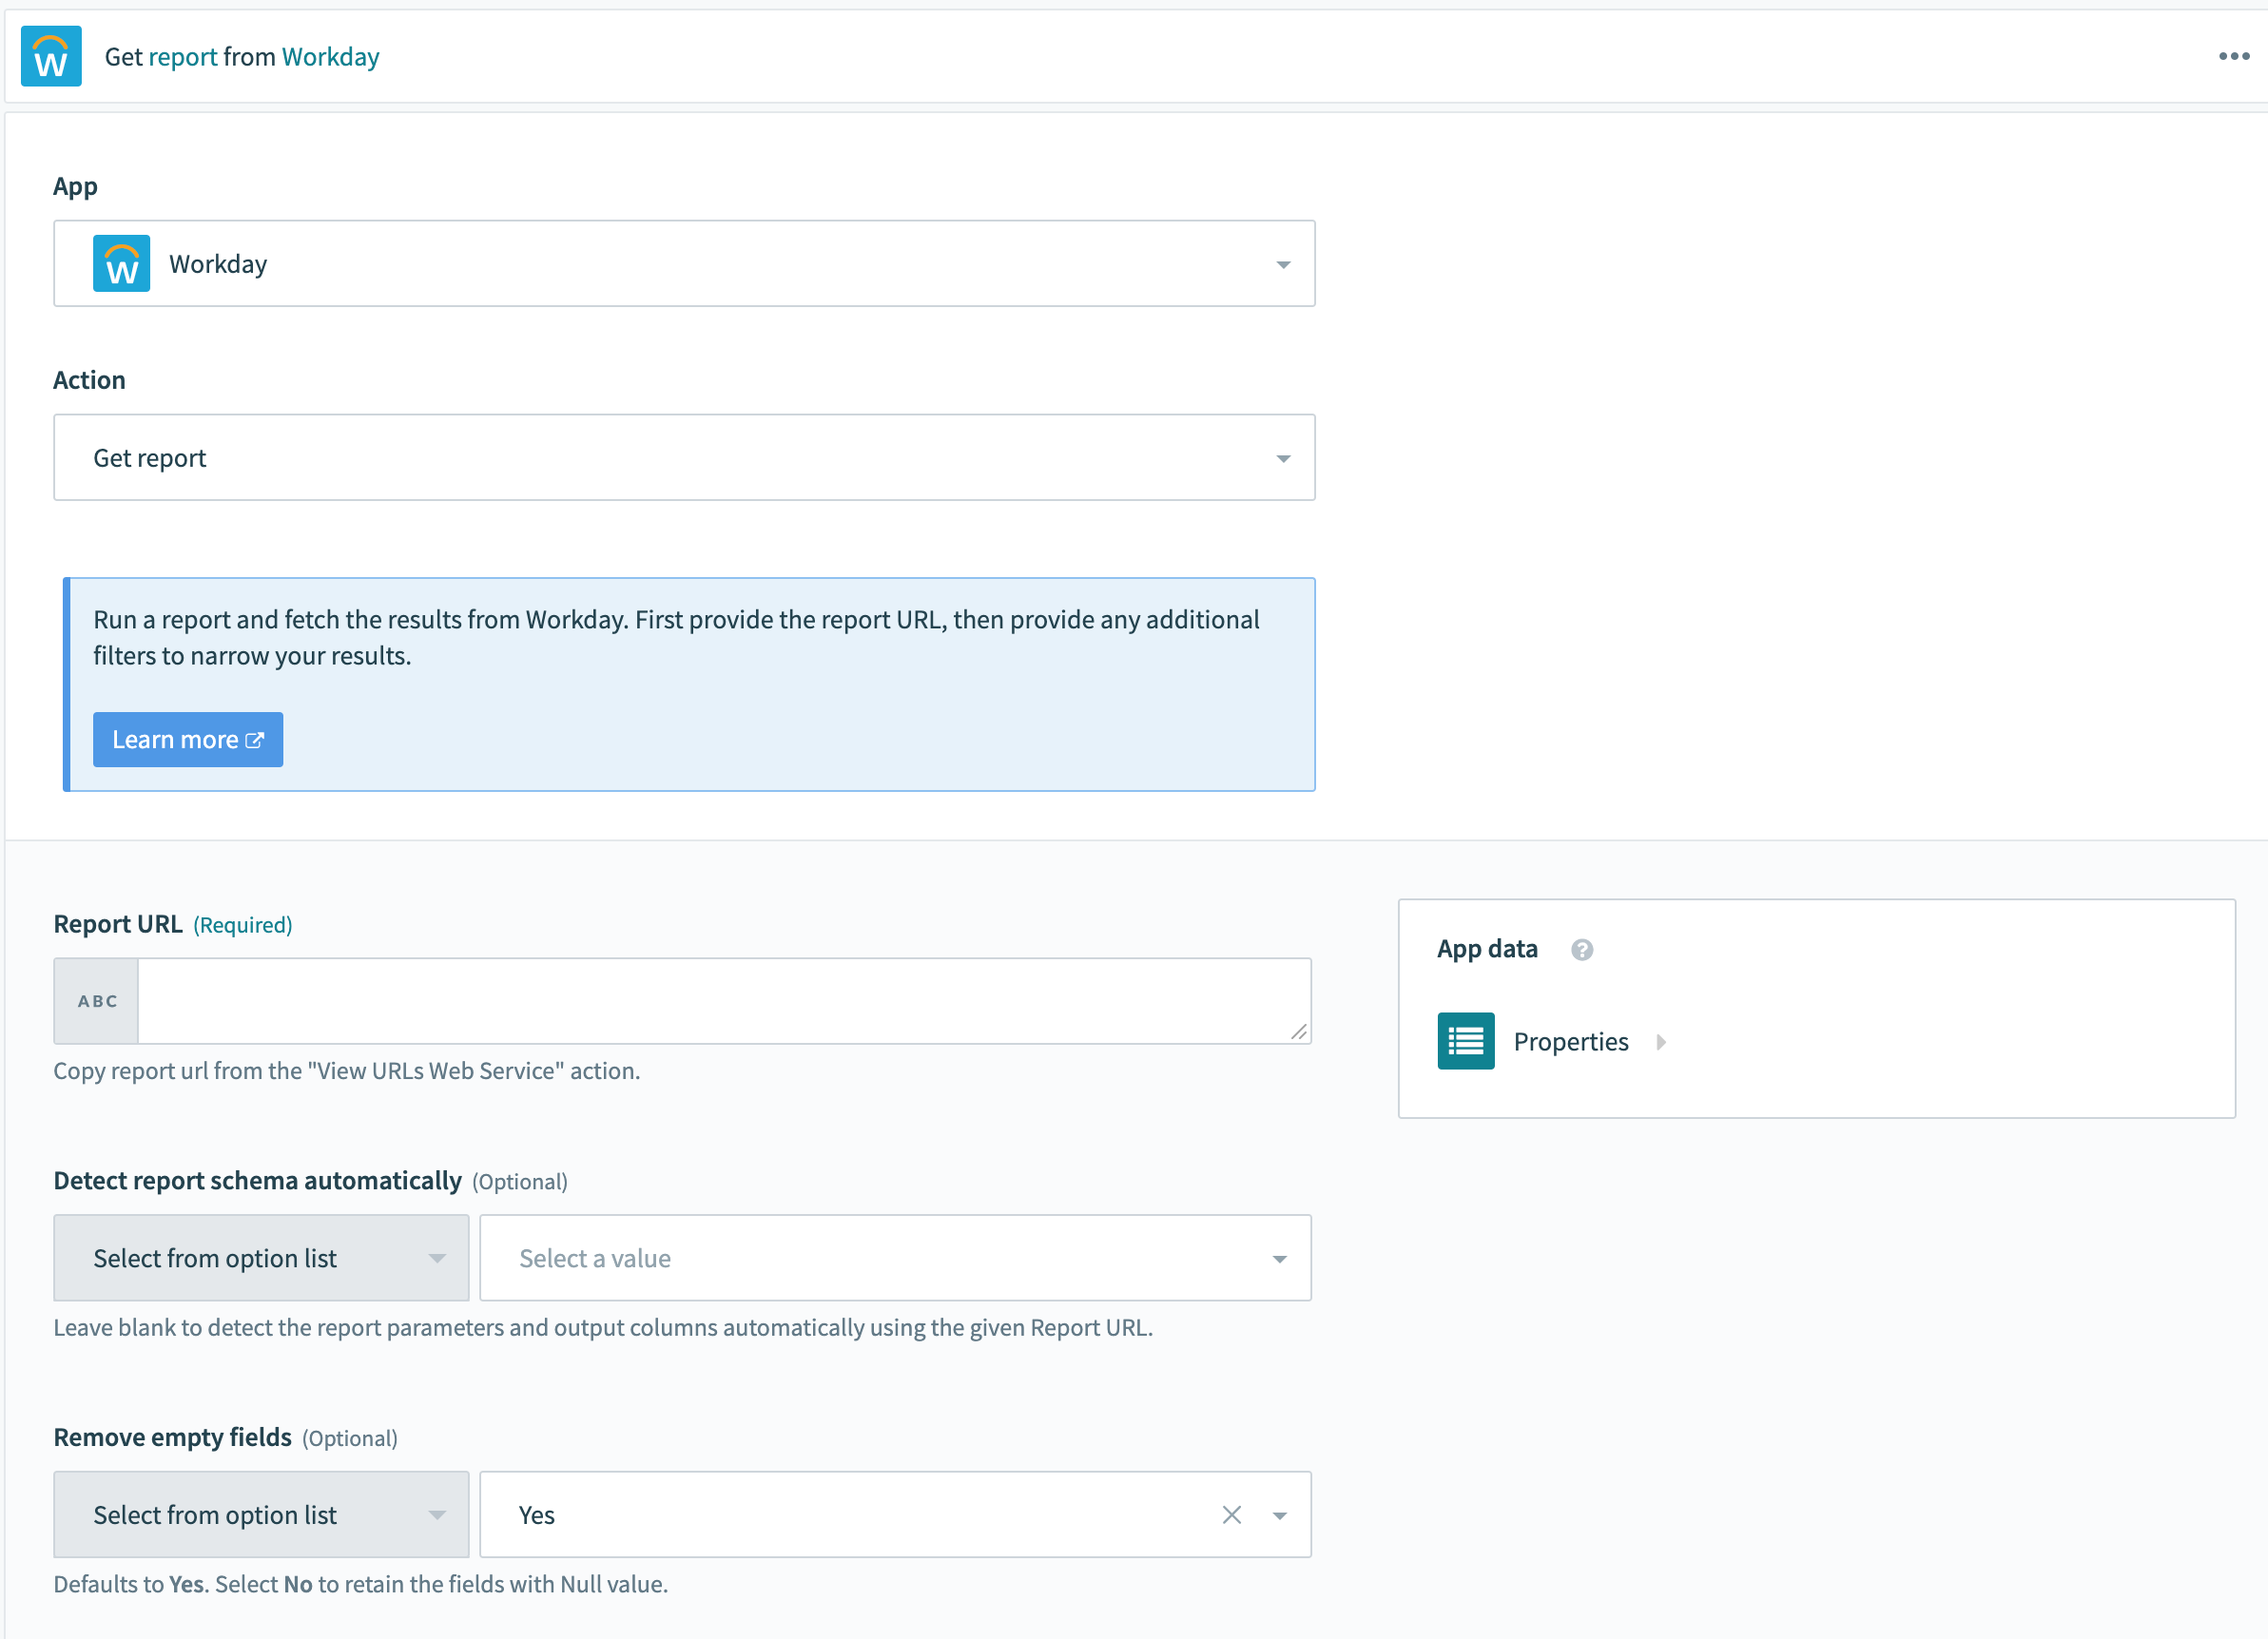 W
Get report from Workday
App
W
Workday
Action
Get report
Run a report and fetch the results from Workday. First provide the report URL, then provide any additional
filters to narrow your results.
Learn more
Report URL (Required)
ABC
Copy report url from the "View URLs Web Service" action.
App data
?
Properties
Detect report schema automatically (Optional)
Select from option list
Select a value
Leave blank to detect the report parameters and output columns automatically using the given Report URL.
Remove empty fields (Optional)
Select from option list
Yes
Defaults to Yes. Select No to retain the fields with Null value.